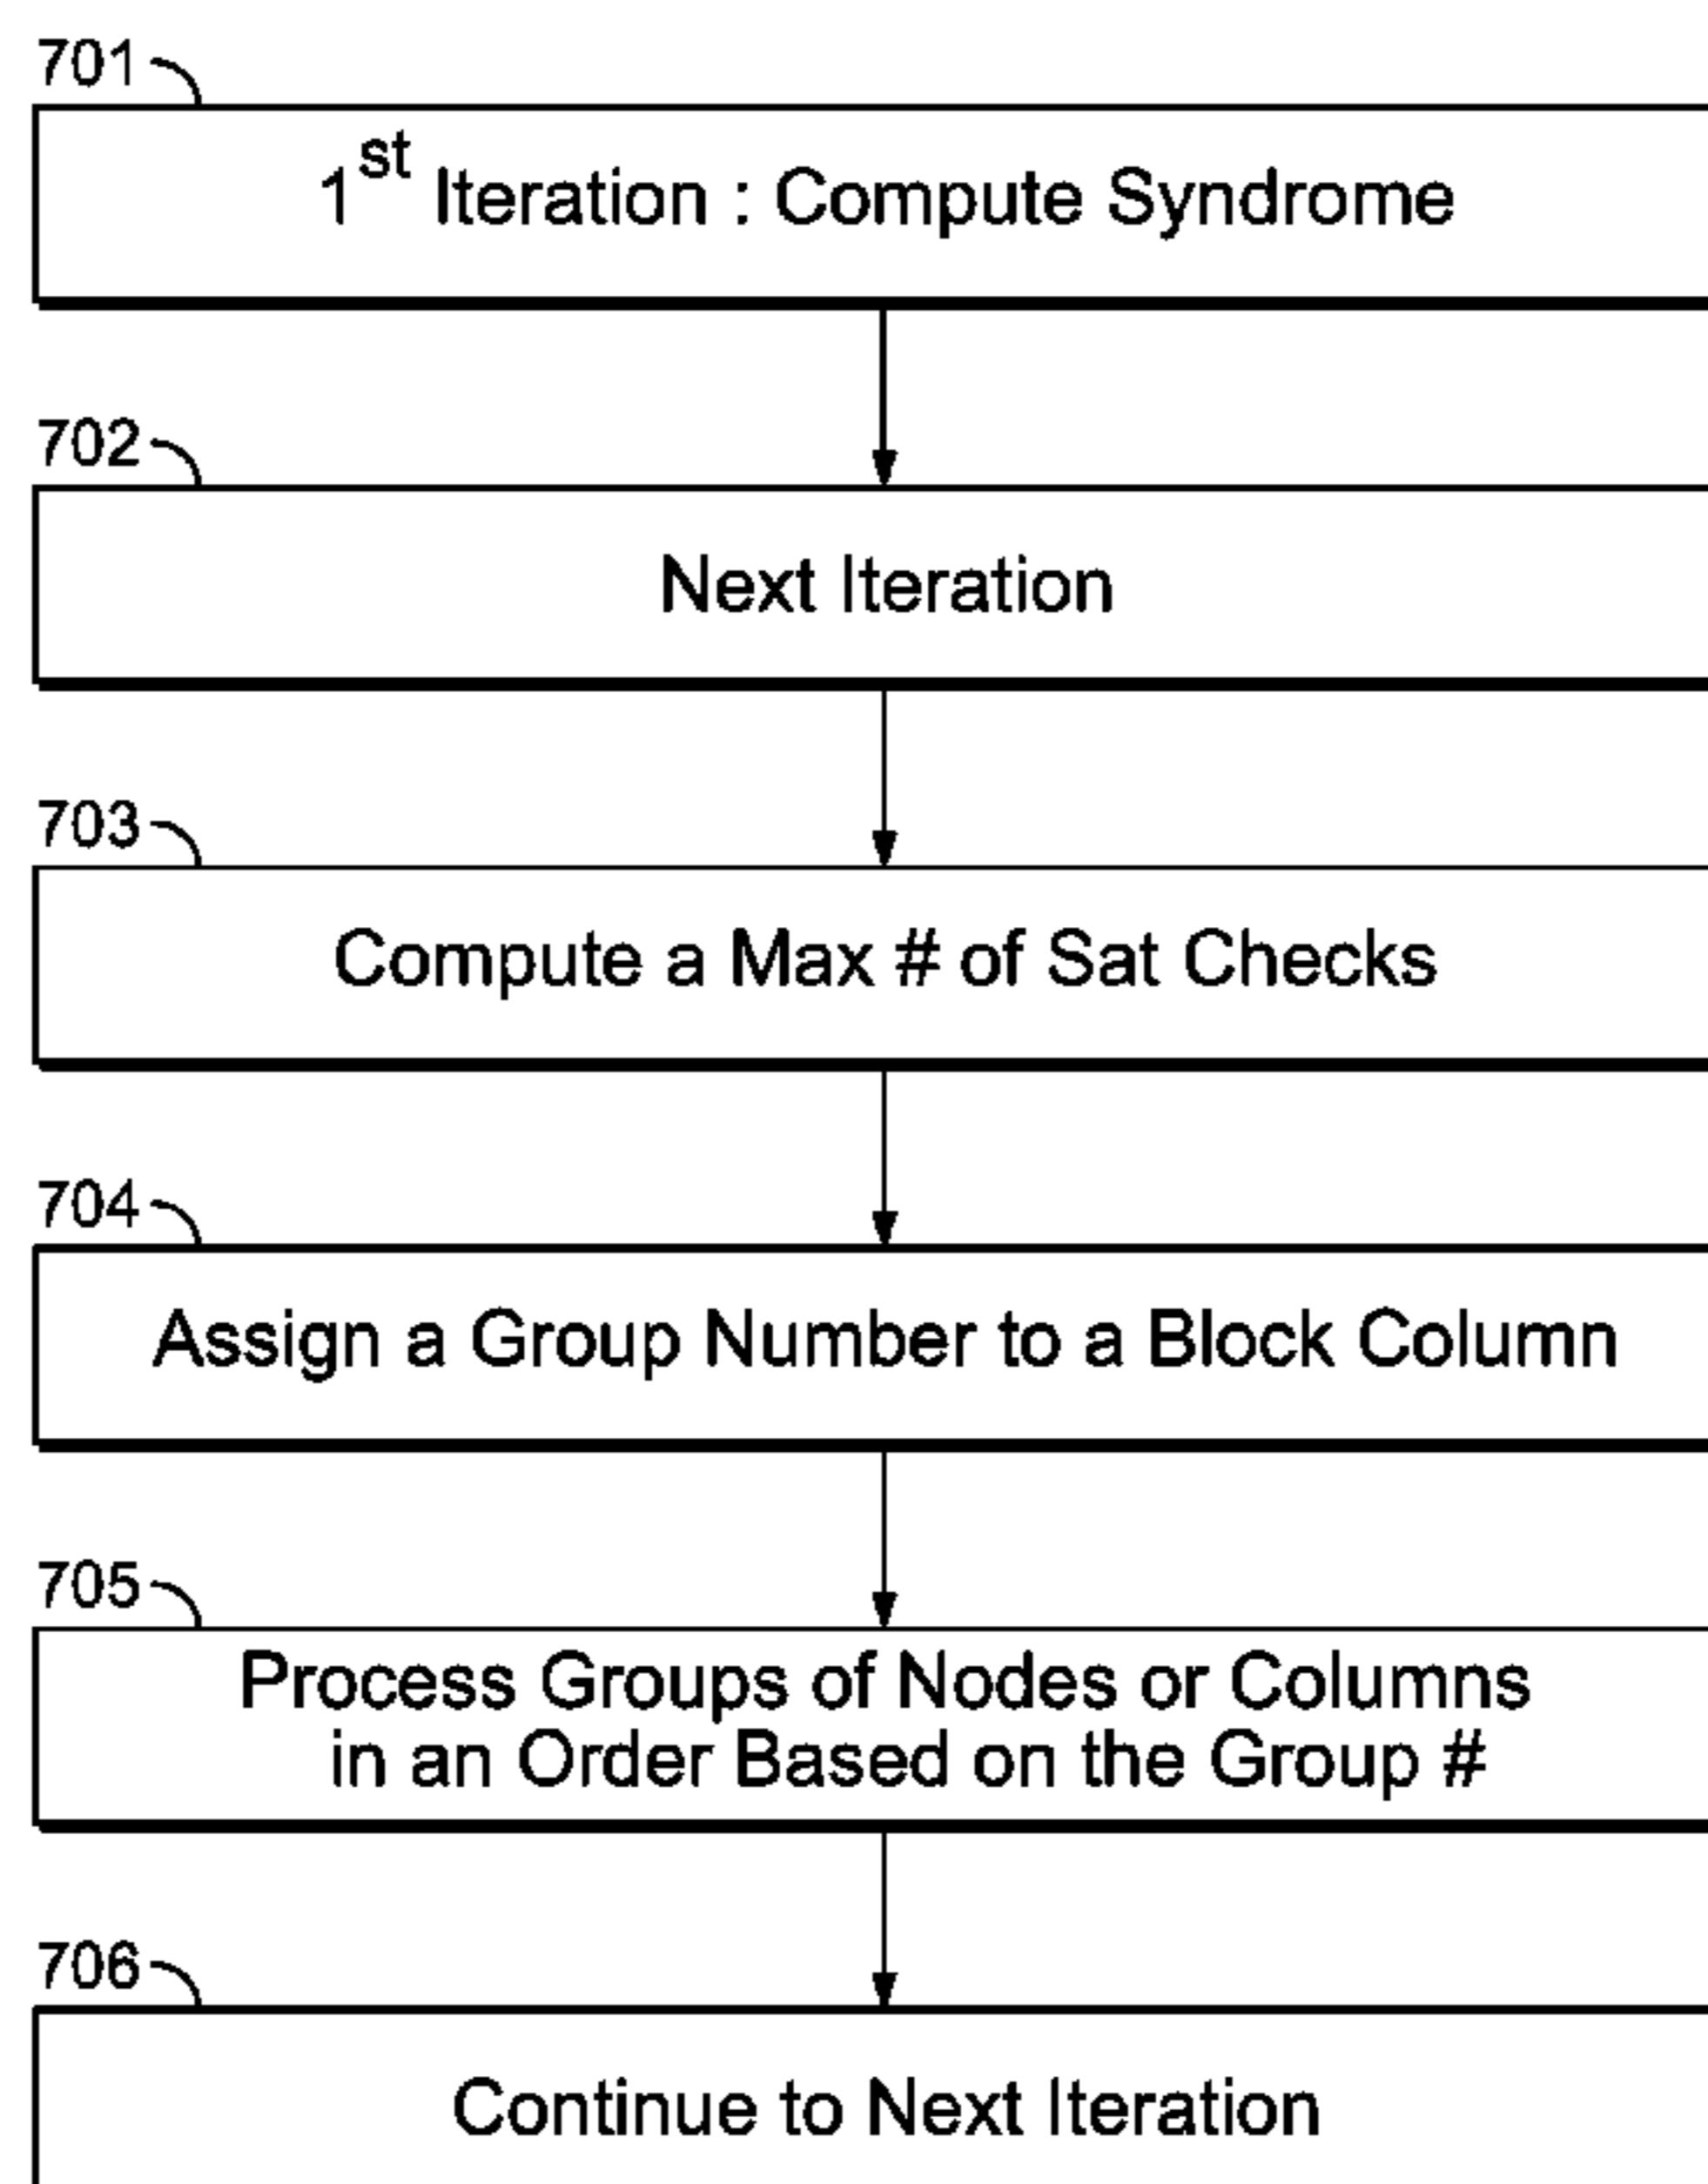 701
1st Iteration : Compute Syndrome
702
Next Iteration
703
Compute a Max # of Sat Checks
704
Assign a Group Number to a Block Column
705
Process Groups of Nodes or Columns
in an Order Based on the Group #
706
Continue to Next Iteration